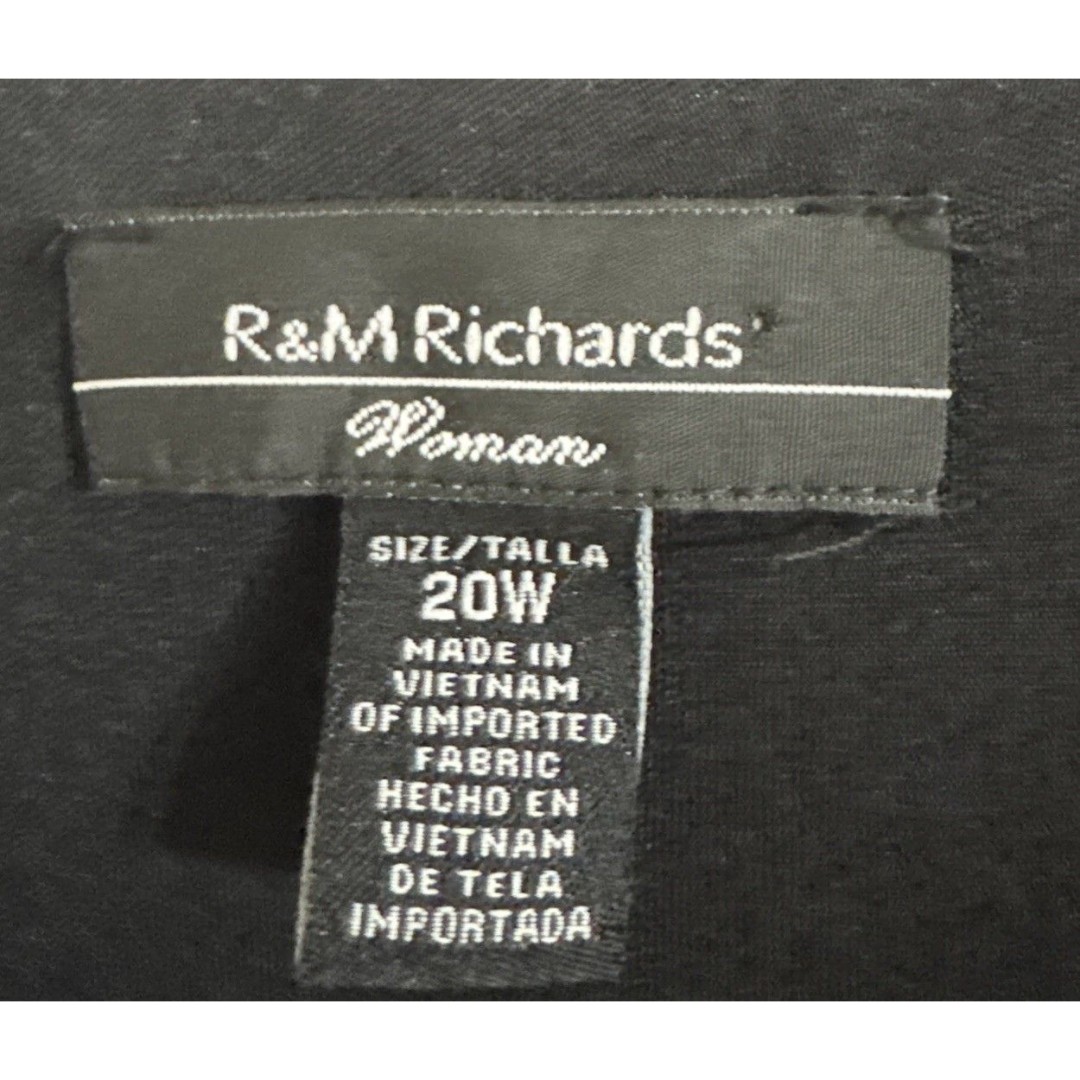 R&M Richards
Woman
SIZE/TALLA
20W
MADE IN
VIETNAM
OF IMPORTED
FABRIC
HECHO EN
VIETNAM
DE TELA
IMPORTADA